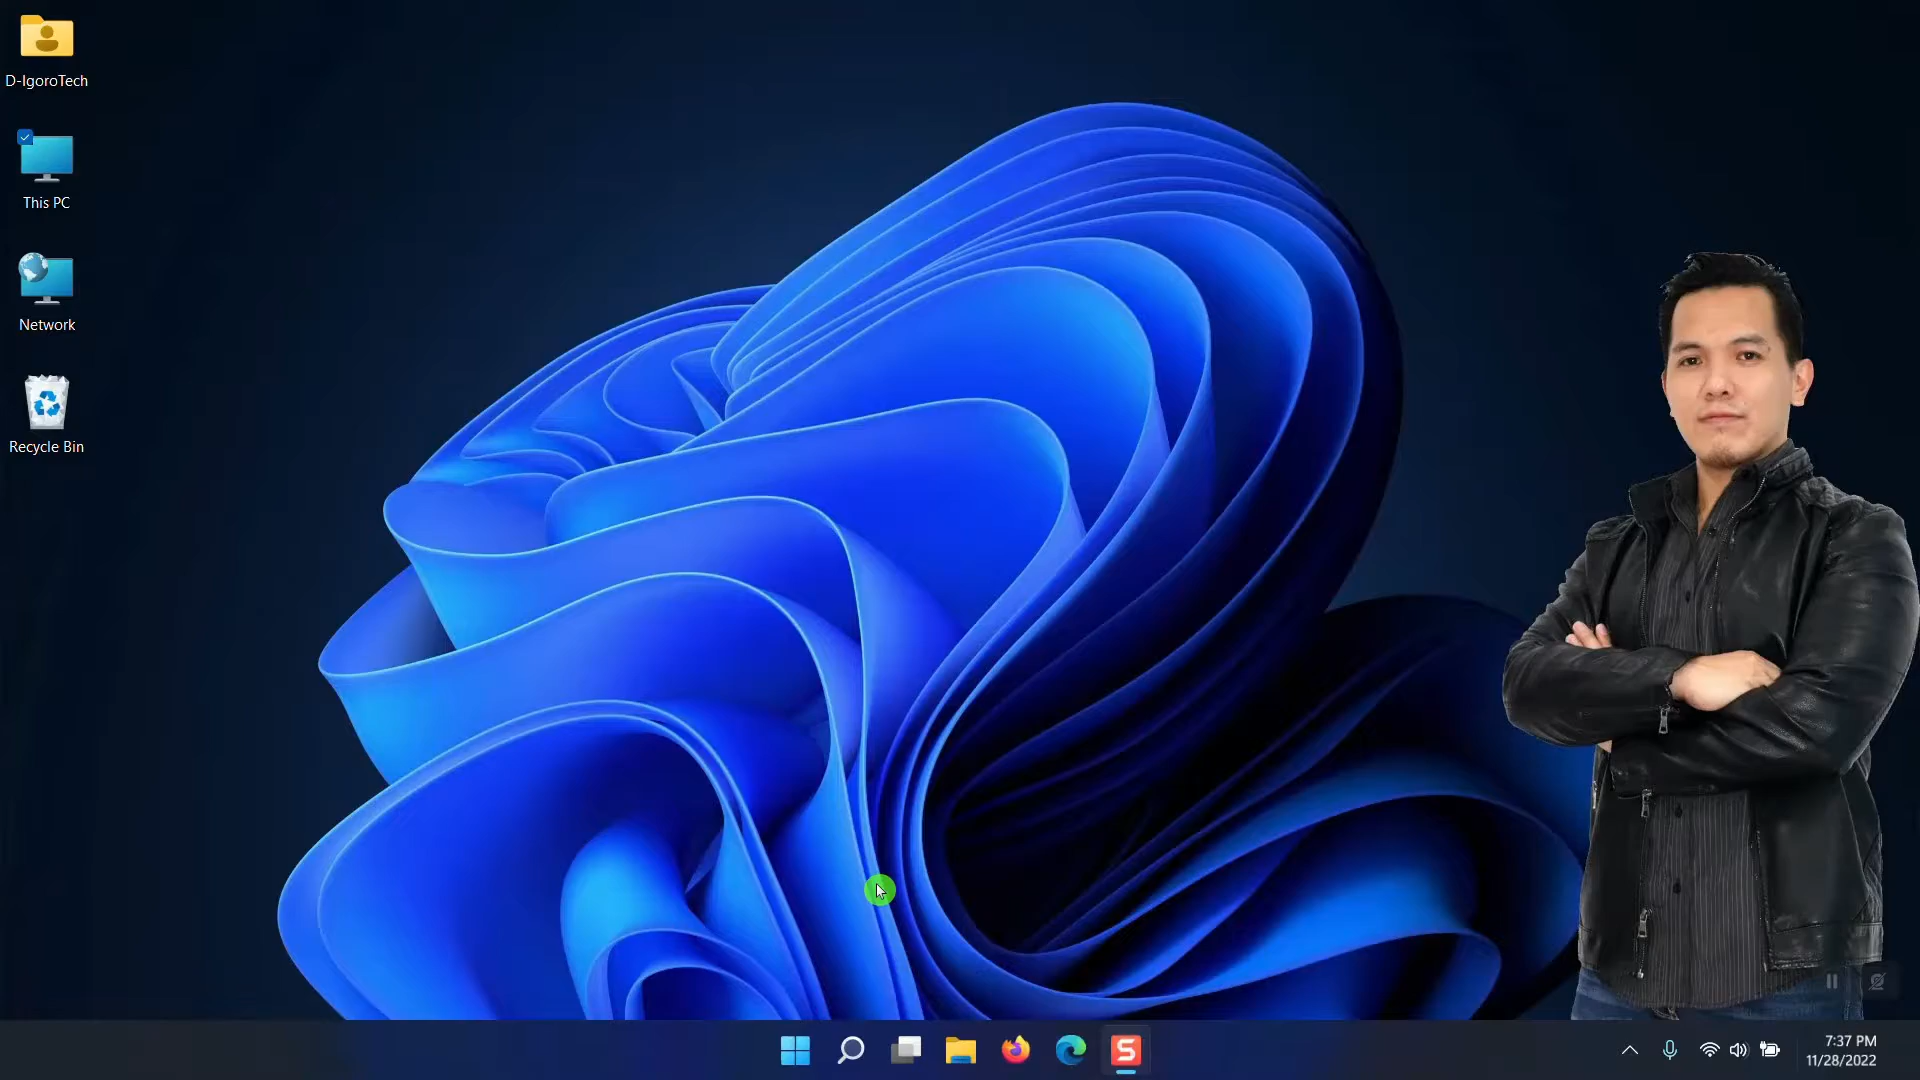 D-IgoroTech
This PC
Network
Recycle Bin
S
7:37 PM
11/28/2022